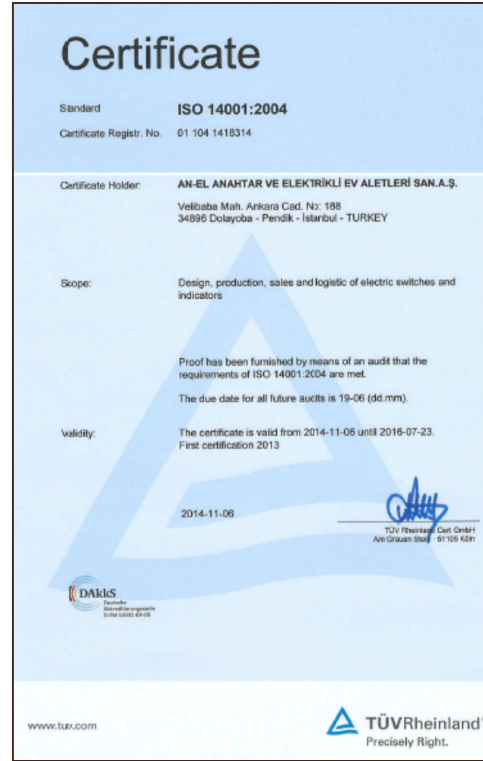 Certificate
Standard ISO 14001:2004
Certificate Registr. No. 01 104 1418314
Certificate Holder: AN-EL ANAHTAR VE ELEKTRİKLİ EV ALETLERİ SAN.A.Ş.
Velibaba Mah. Ankara Cad. No: 188
34896 Dolayoba - Pendik - İstanbul - TURKEY
Scope: Design, production, sales and logistic of electric switches and
indicators
Proof has been furnished by means of an audit that the
requirements of ISO 14001:2004 are met.
The due date for all future audits is 19-06 (dd.mm).
Validity: The certificate is valid from 2014-11-06 until 2016-07-23.
First certification 2013
2014-11-06
TÜV Rheinland Cert GmbH
Am Grauen Stein · 51105 Köln
DAkkS
Deutsche
Akkreditierungsstelle
www.tuv.com
TÜVRheinland®
Precisely Right.